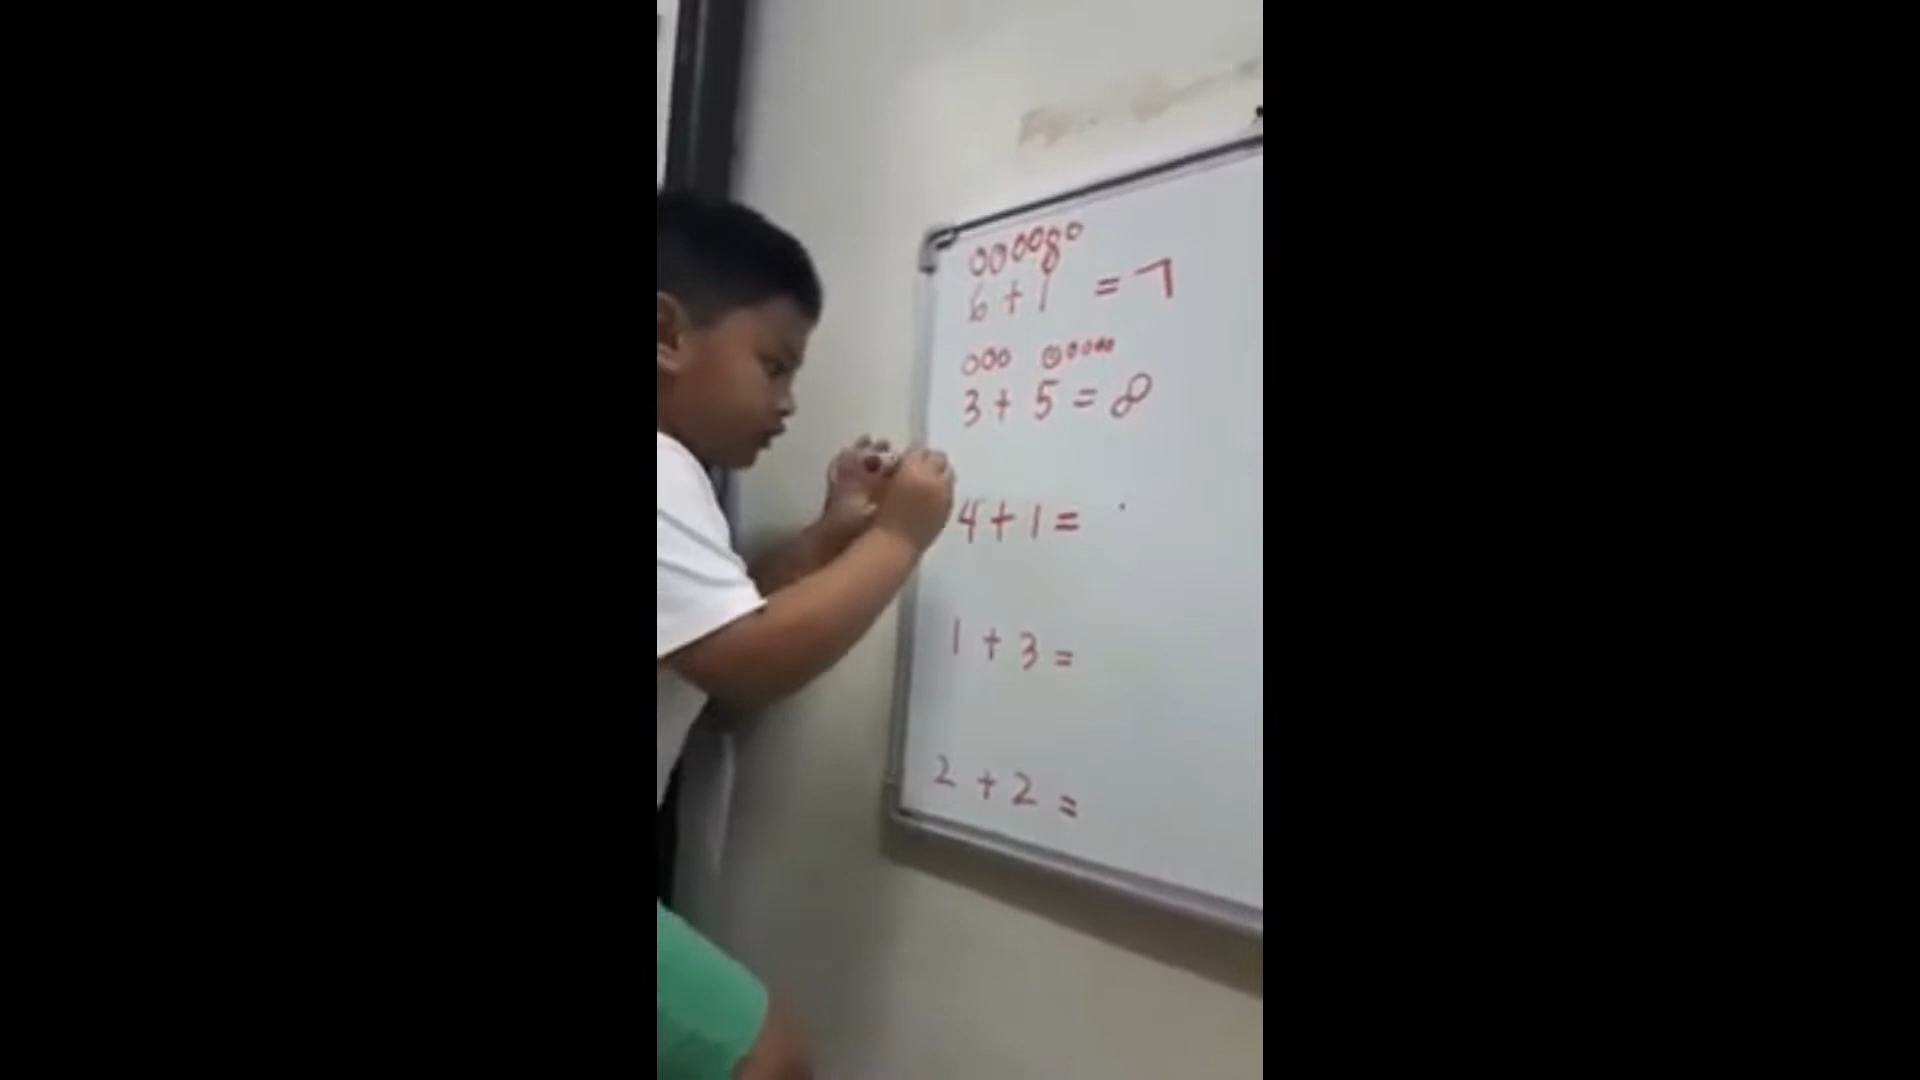 6 + 1 = 7
3 + 5 = 8
4 + 1 =
1 + 3 =
2 + 2 =